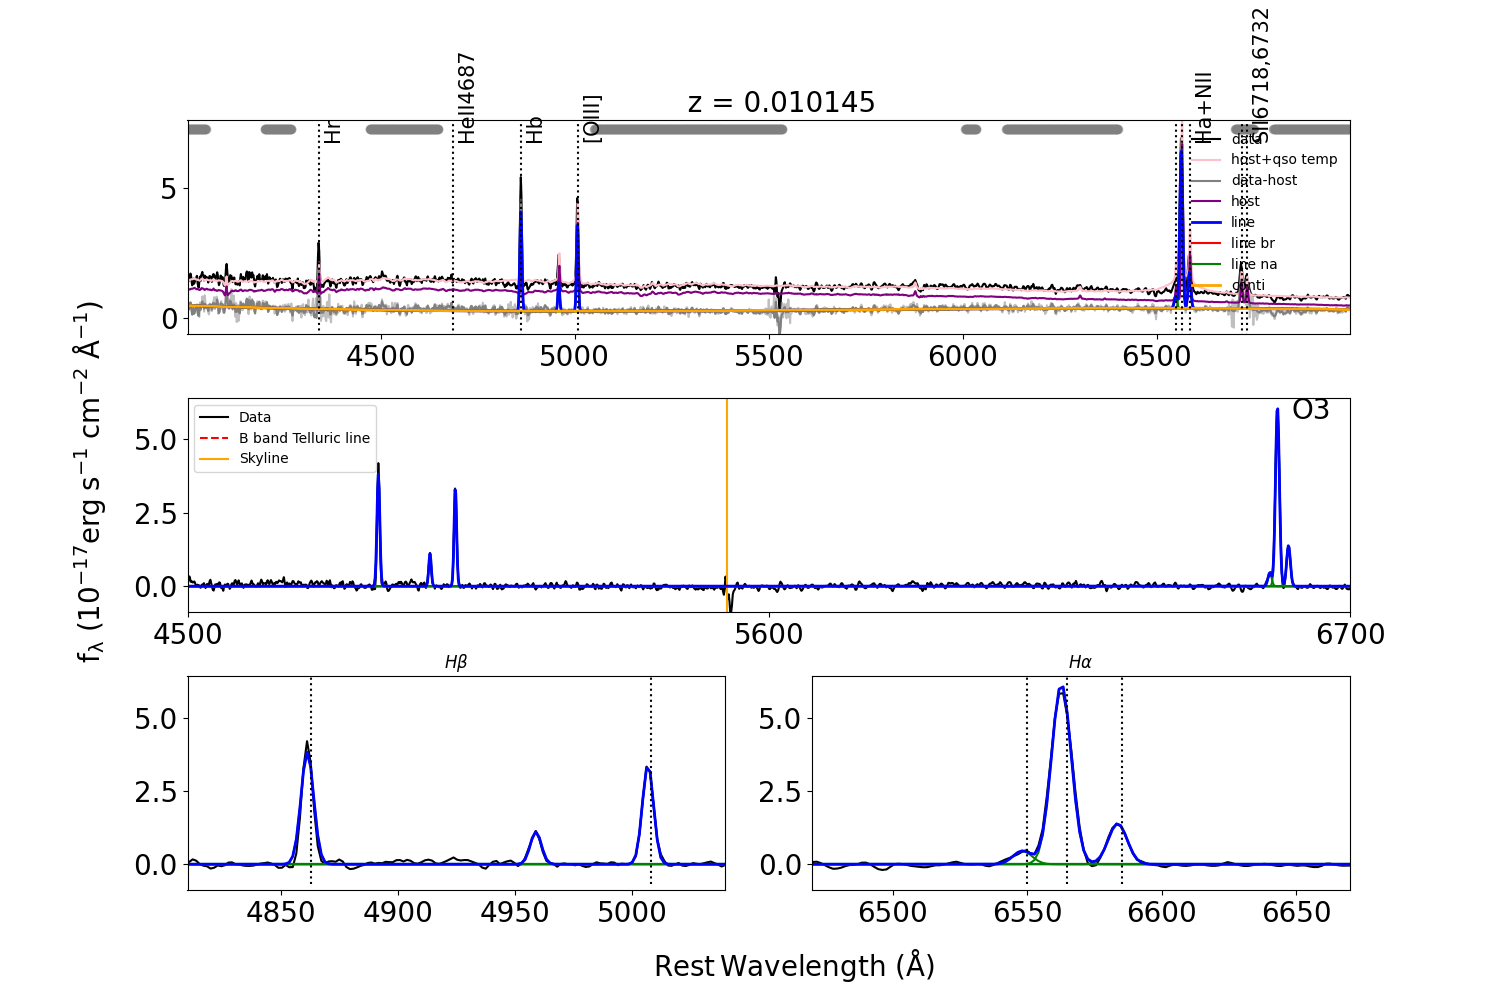 z = 0.010145
Hr
HeII4687
Hb
[OIII]
Ha+NII
SII6718,6732
data
host+qso temp
data-host
host
line
line br
line na
conti
5
0
4500 5000 5500 6000 6500
fλ (10−17erg s−1 cm−2 Å−1)
Data
B band Telluric line
Skyline
O3
5.0
2.5
0.0
4500 5600 6700
Hβ
5.0
2.5
0.0
4850 4900 4950 5000
Hα
5.0
2.5
0.0
6500 6550 6600 6650
Rest Wavelength (Å)